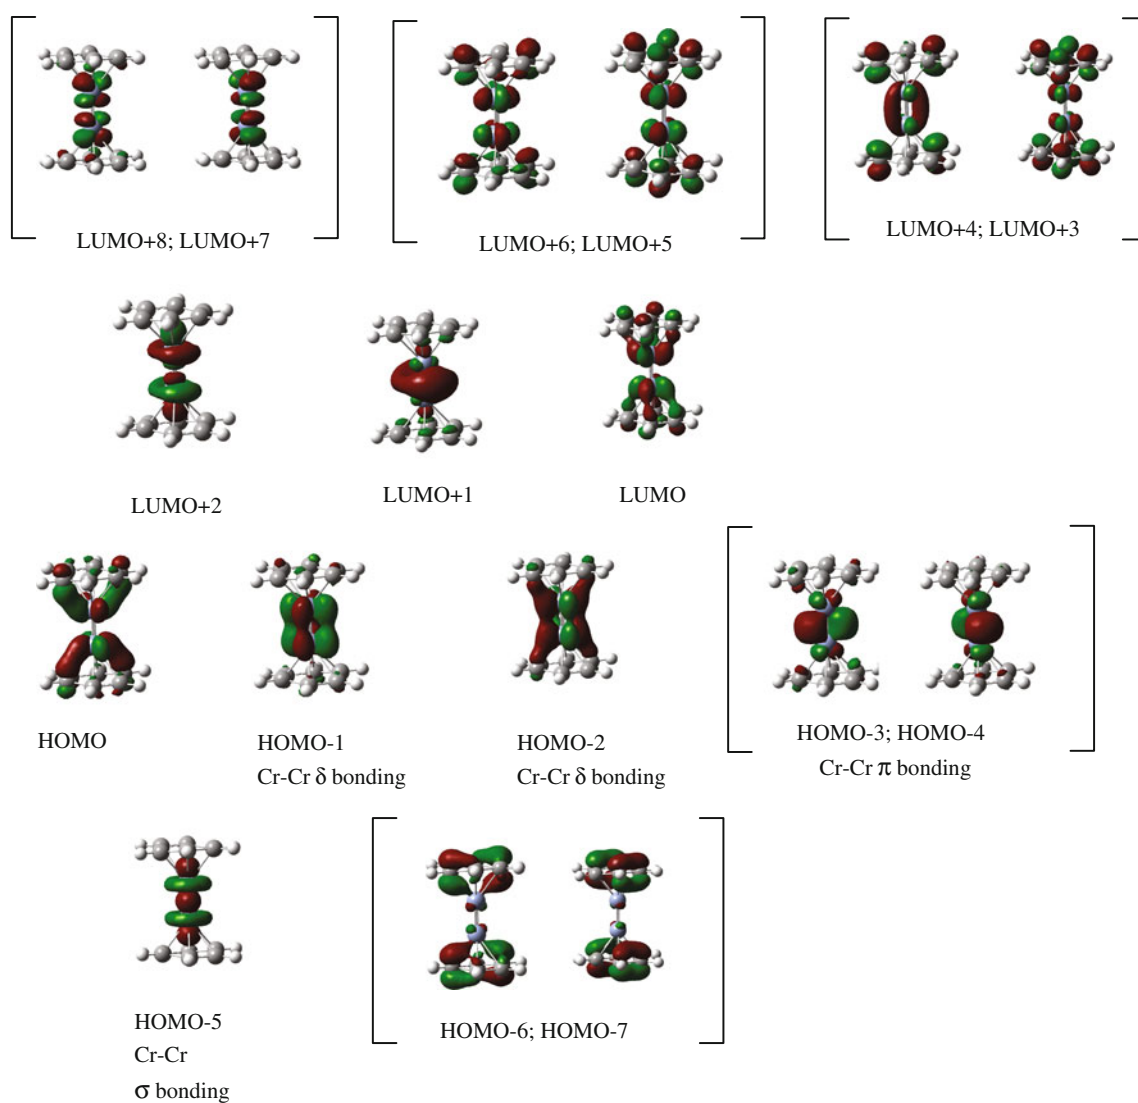 LUMO+8; LUMO+7
LUMO+6; LUMO+5
LUMO+4; LUMO+3
LUMO+2
LUMO+1
LUMO
HOMO
HOMO-1
Cr-Cr δ bonding
HOMO-2
Cr-Cr δ bonding
HOMO-3; HOMO-4
Cr-Cr π bonding
HOMO-5
Cr-Cr
σ bonding
HOMO-6; HOMO-7